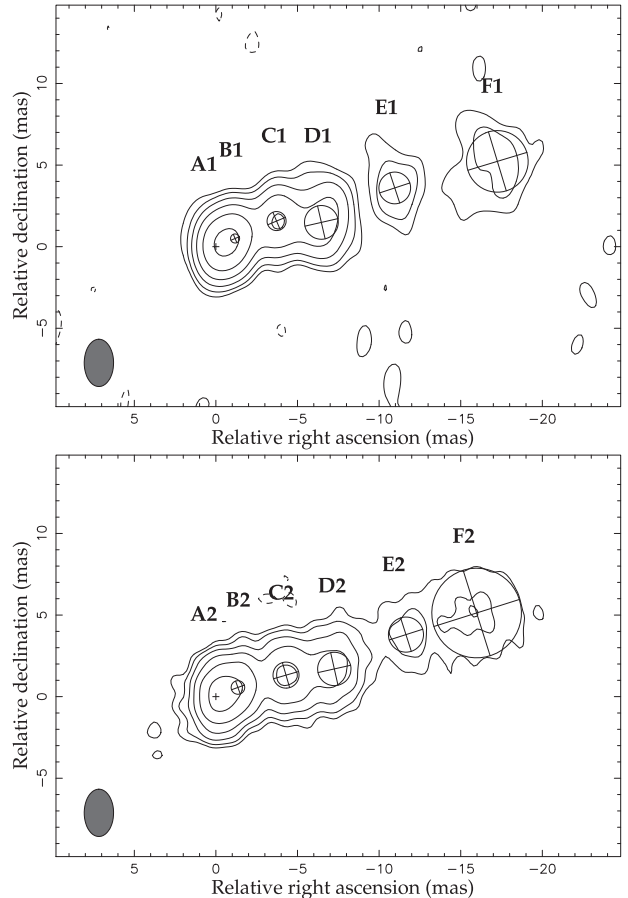 F1
E1
C1 D1
B1
A1
10
5
0
−5
Relative declination (mas)
5 0 −5 −10 −15 −20
Relative right ascension (mas)
F2
E2
D2
C2
B2
A2
10
5
0
−5
Relative declination (mas)
5 0 −5 −10 −15 −20
Relative right ascension (mas)